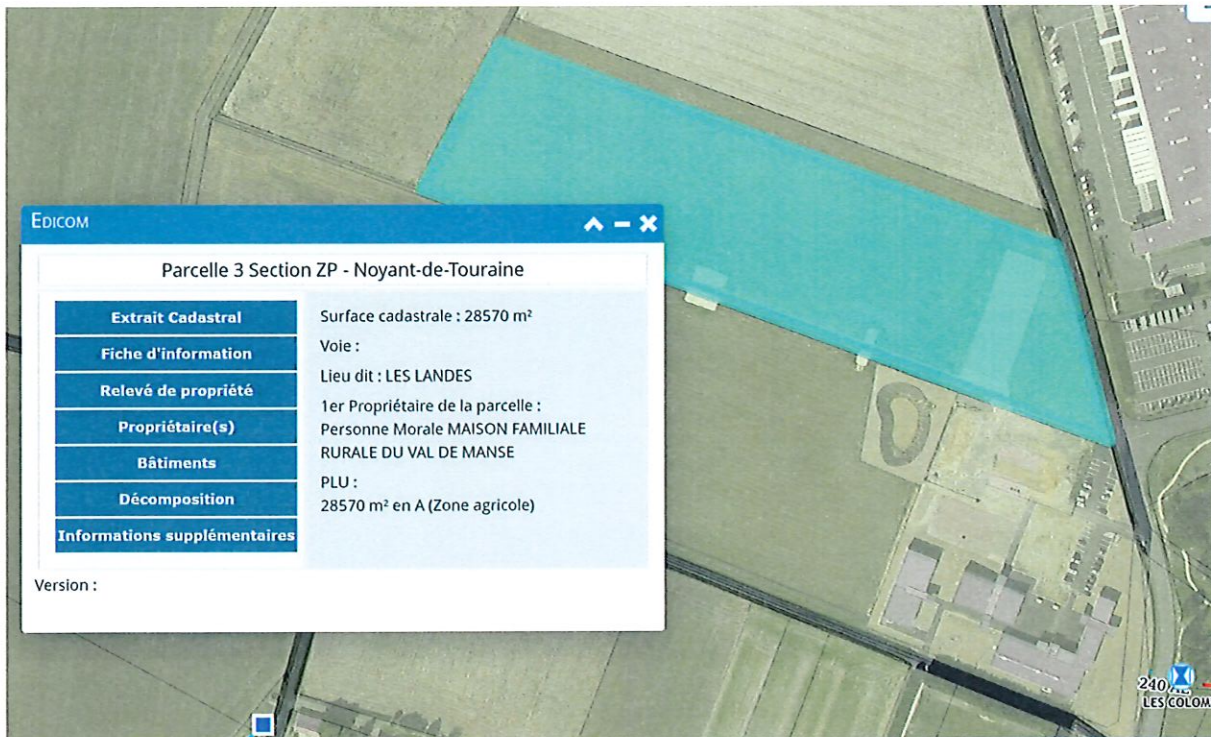 EDICOM
Parcelle 3 Section ZP - Noyant-de-Touraine
Extrait Cadastral
Fiche d'information
Relevé de propriété
Propriétaire(s)
Bâtiments
Décomposition
Informations supplémentaires
Surface cadastrale : 28570 m²
Voie :
Lieu dit : LES LANDES
1er Propriétaire de la parcelle :
Personne Morale MAISON FAMILIALE
RURALE DU VAL DE MANSE
PLU :
28570 m² en A (Zone agricole)
Version :
240
LES COLOM